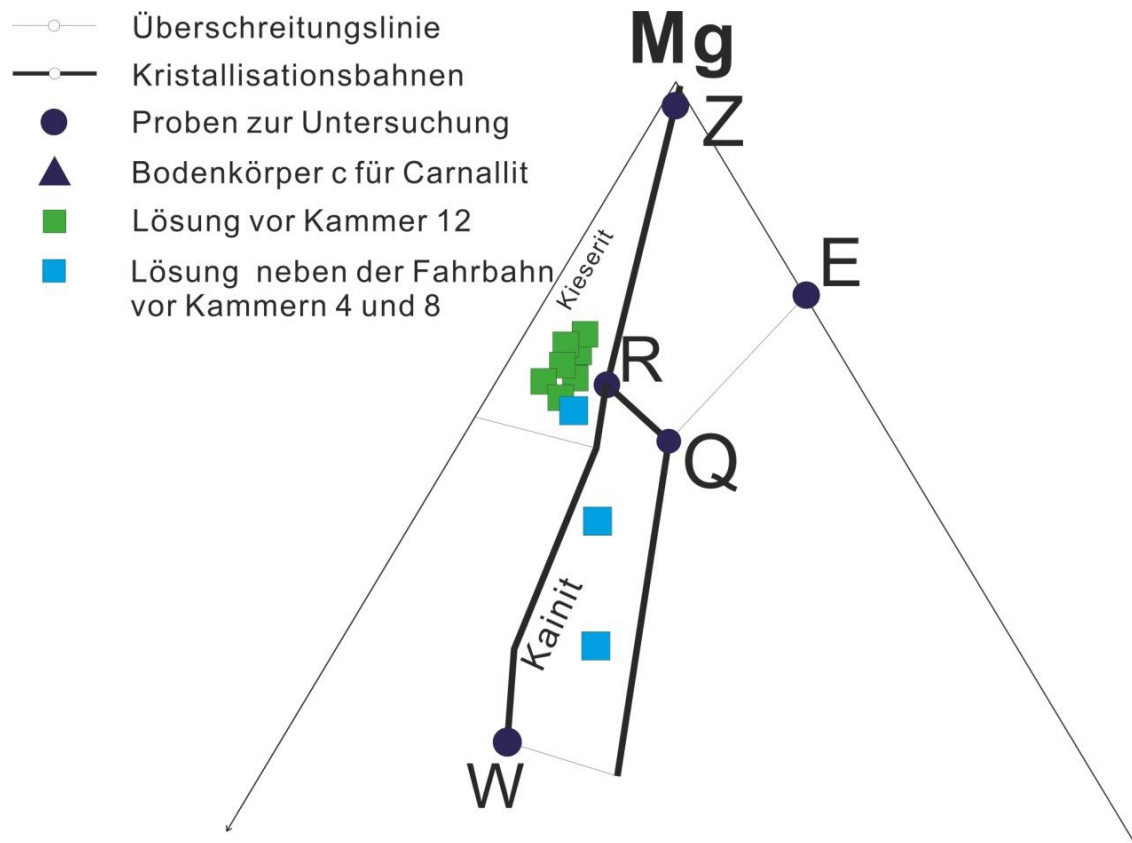 Überschreitungslinie
Kristallisationsbahnen
Proben zur Untersuchung
Bodenkörper c für Carnallit
Lösung vor Kammer 12
Lösung neben der Fahrbahn
vor Kammern 4 und 8
Mg
Z
E
Kieserit
R
Q
Kainit
W